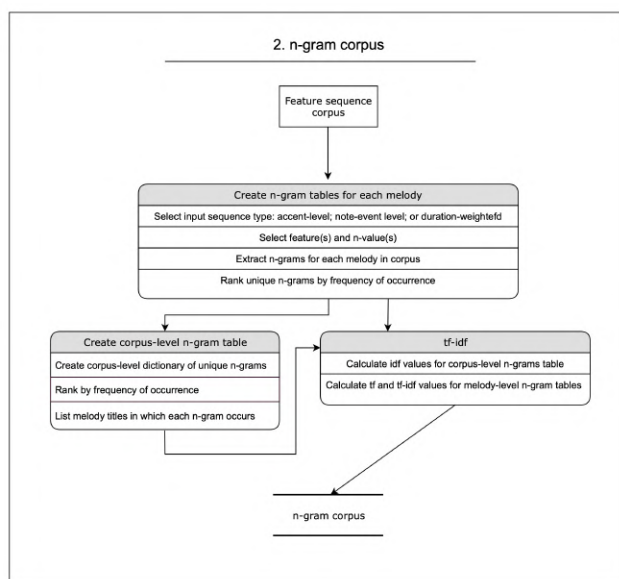 2. n-gram corpus
Feature sequence
corpus
Create n-gram tables for each melody
Select input sequence type: accent-level; note-event level; or duration-weightefd
Select feature(s) and n-value(s)
Extract n-grams for each melody in corpus
Rank unique n-grams by frequency of occurrence
Create corpus-level n-gram table
Create corpus-level dictionary of unique n-grams
Rank by frequency of occurrence
List melody titles in which each n-gram occurs
tf-idf
Calculate idf values for corpus-level n-grams table
Calculate tf and tf-idf values for melody-level n-gram tables
n-gram corpus